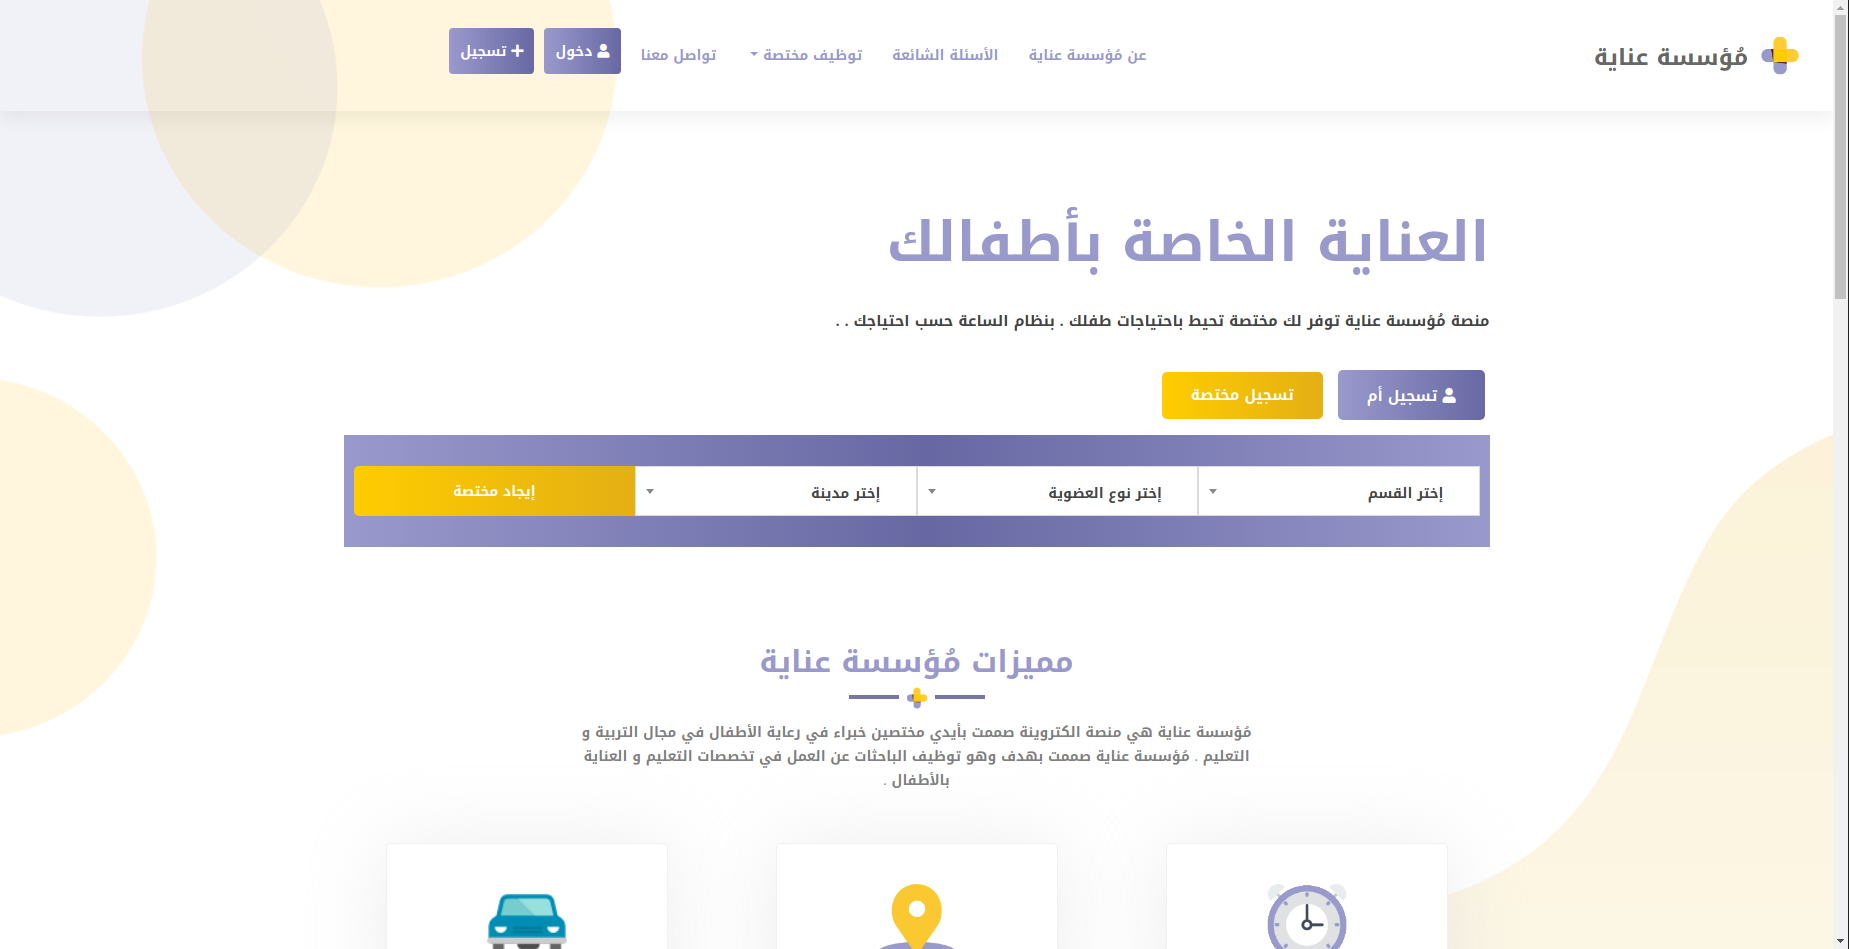 مُؤسسة عناية
عن مُؤسسة عناية
الأسئلة الشائعة
توظيف مختصة
تواصل معنا
دخول
تسجيل
العناية الخاصة بأطفالك
منصة مُؤسسة عناية توفر لك مختصة تحيط باحتياجات طفلك . بنظام الساعة حسب احتياجك . .
تسجيل أم
تسجيل مختصة
إختر القسم
إختر نوع العضوية
إختر مدينة
إيجاد مختصة
مميزات مُؤسسة عناية
مُؤسسة عناية هي منصة الكتروينة صممت بأيدي مختصين خبراء في رعاية الأطفال في مجال التربية و
التعليم . مُؤسسة عناية صممت بهدف وهو توظيف الباحثات عن العمل في تخصصات التعليم و العناية
بالأطفال .